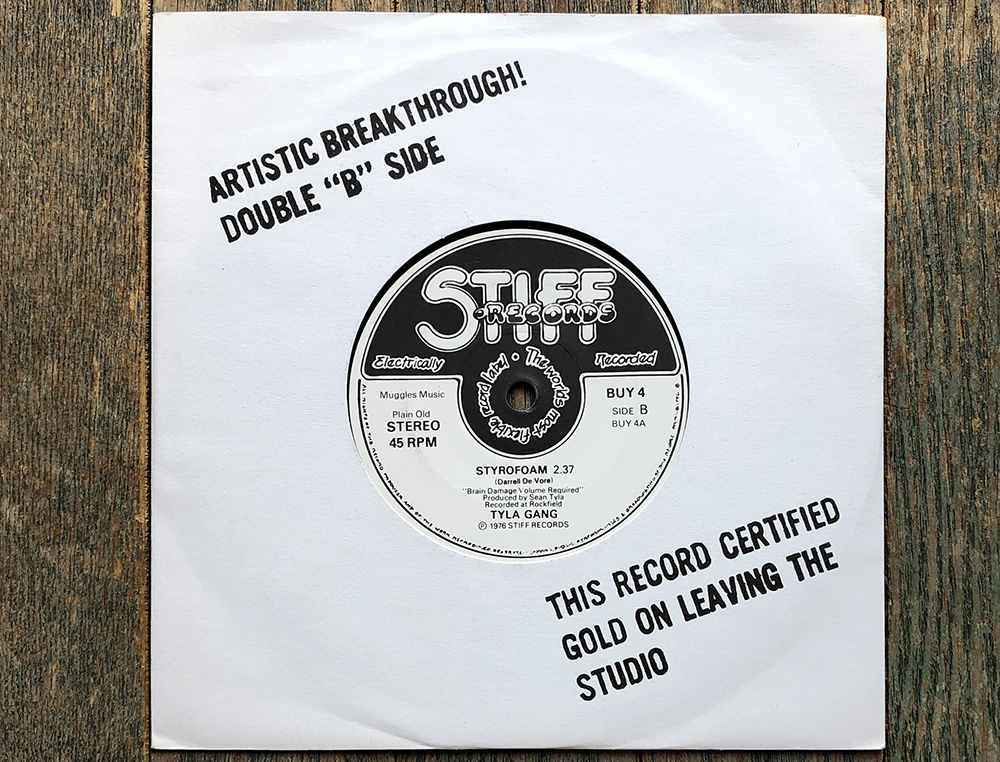 ARTISTIC BREAKTHROUGH!
DOUBLE “B” SIDE
STIFF
•RECORDS
Electrically
Recorded
The worlds most flexible record label •
Muggles Music
Plain Old
STEREO
45 RPM
BUY 4
SIDE B
BUY 4A
STYROFOAM 2.37
(Darrell De Vore)
"Brain Damage Volume Required"
Produced by Sean Tyla
Recorded at Rockfield
TYLA GANG
℗ 1976 STIFF RECORDS
THIS RECORD CERTIFIED
GOLD ON LEAVING THE
STUDIO